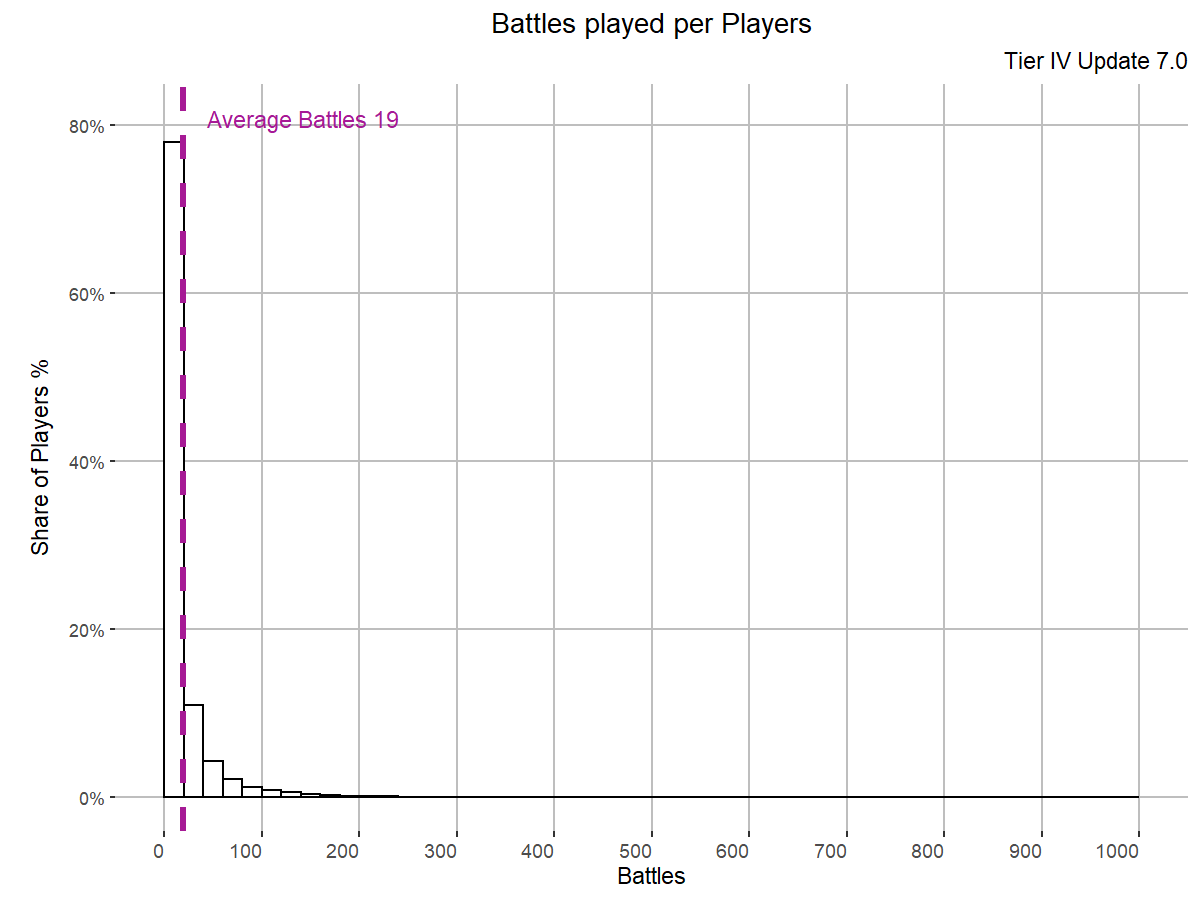 Battles played per Players
Tier IV Update 7.0
Average Battles 19
80%
60%
40%
20%
0%
Share of Players %
0 100 200 300 400 500 600 700 800 900 1000
Battles